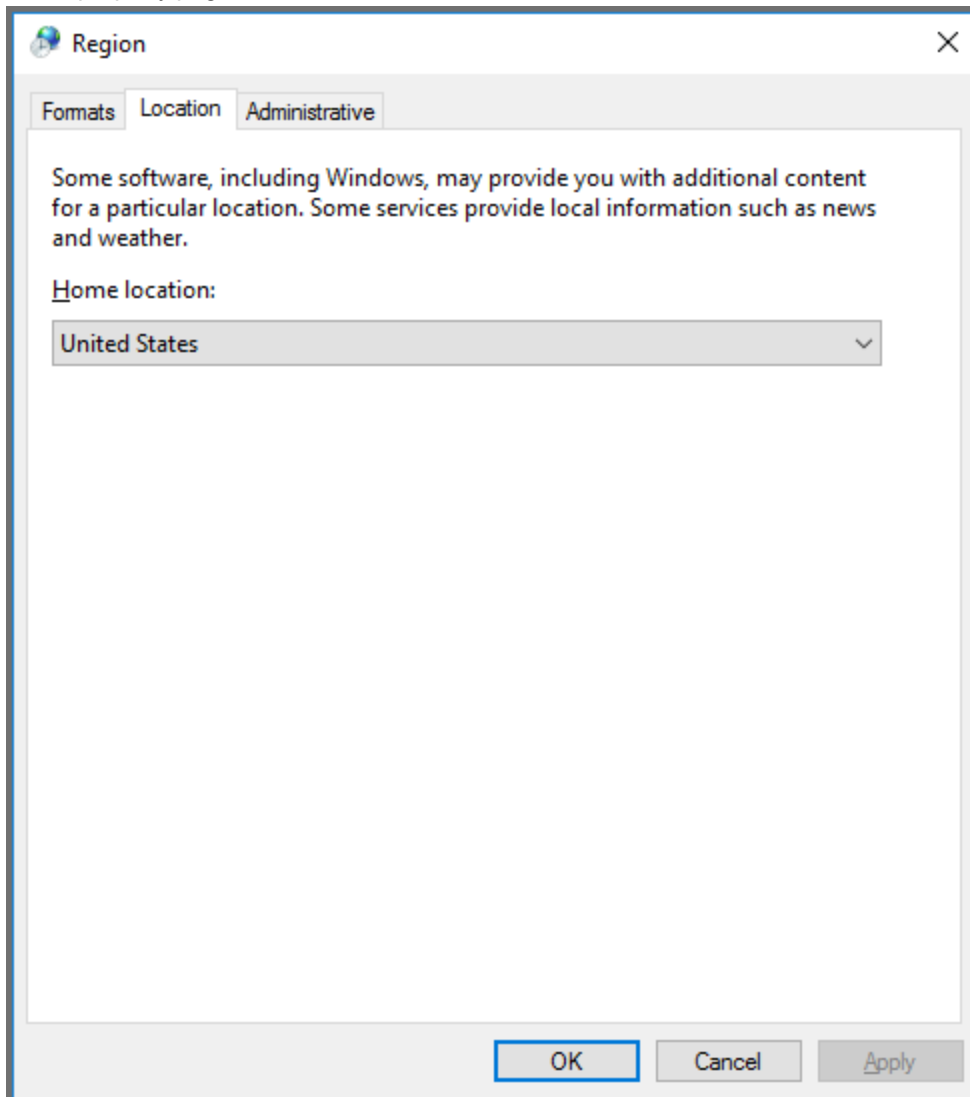 Region
Formats Location Administrative
Some software, including Windows, may provide you with additional content
for a particular location. Some services provide local information such as news
and weather.
Home location:
United States
OK Cancel Apply